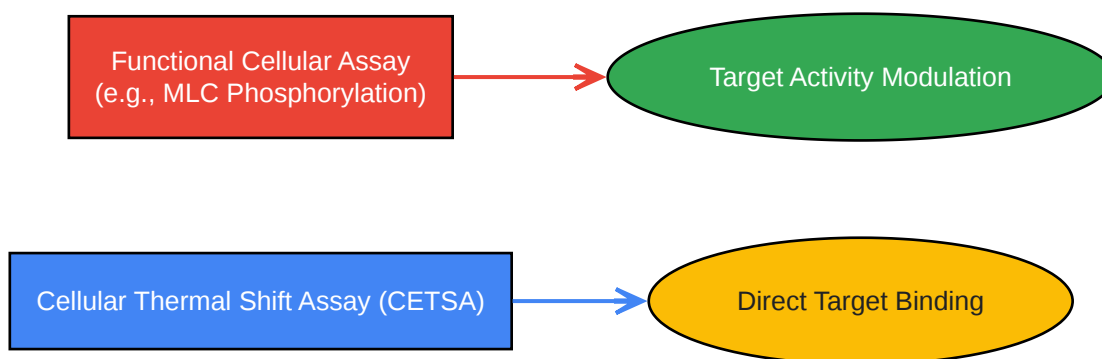 Functional Cellular Assay
(e.g., MLC Phosphorylation)
Target Activity Modulation
Cellular Thermal Shift Assay (CETSA)
Direct Target Binding